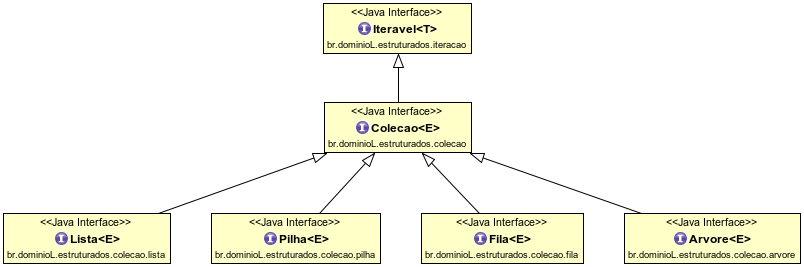 <<Java Interface>>
Iteravel<T>
br.dominioL.estruturados.iteracao
<<Java Interface>>
Colecao<E>
br.dominioL.estruturados.colecao
<<Java Interface>>
Lista<E>
br.dominioL.estruturados.colecao.lista
<<Java Interface>>
Pilha<E>
br.dominioL.estruturados.colecao.pilha
<<Java Interface>>
Fila<E>
br.dominioL.estruturados.colecao.fila
<<Java Interface>>
Arvore<E>
br.dominioL.estruturados.colecao.arvore